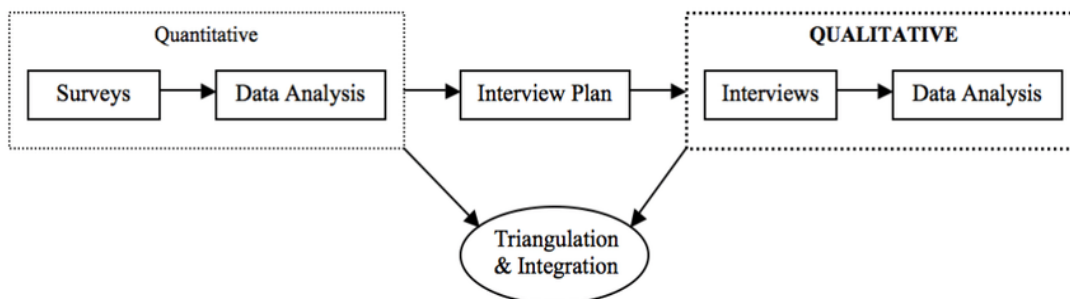 Quantitative
QUALITATIVE
Surveys
Data Analysis
Interview Plan
Interviews
Data Analysis
Triangulation
& Integration